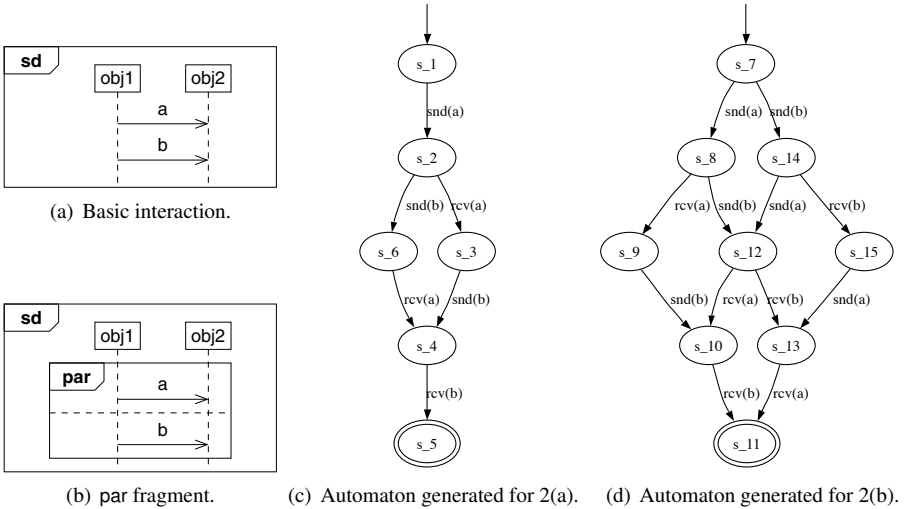 sd
obj1 obj2
a
b
(a) Basic interaction.
sd
obj1 obj2
par
a
b
(b) par fragment.
s_1
snd(a)
s_2
snd(b) rcv(a)
s_6 s_3
rcv(a) snd(b)
s_4
rcv(b)
s_5
(c) Automaton generated for 2(a).
s_7
snd(a) snd(b)
s_8 s_14
rcv(a) snd(b) snd(a) rcv(b)
s_9 s_12 s_15
snd(b) rcv(a) rcv(b) snd(a)
s_10 s_13
rcv(b) rcv(a)
s_11
(d) Automaton generated for 2(b).